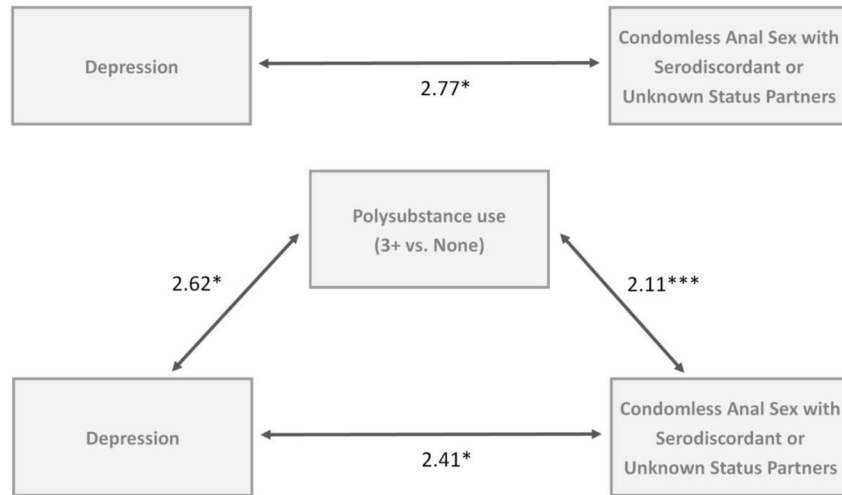 Depression
2.77*
Condomless Anal Sex with
Serodiscordant or
Unknown Status Partners
Polysubstance use
(3+ vs. None)
2.62*
2.11***
Depression
2.41*
Condomless Anal Sex with
Serodiscordant or
Unknown Status Partners